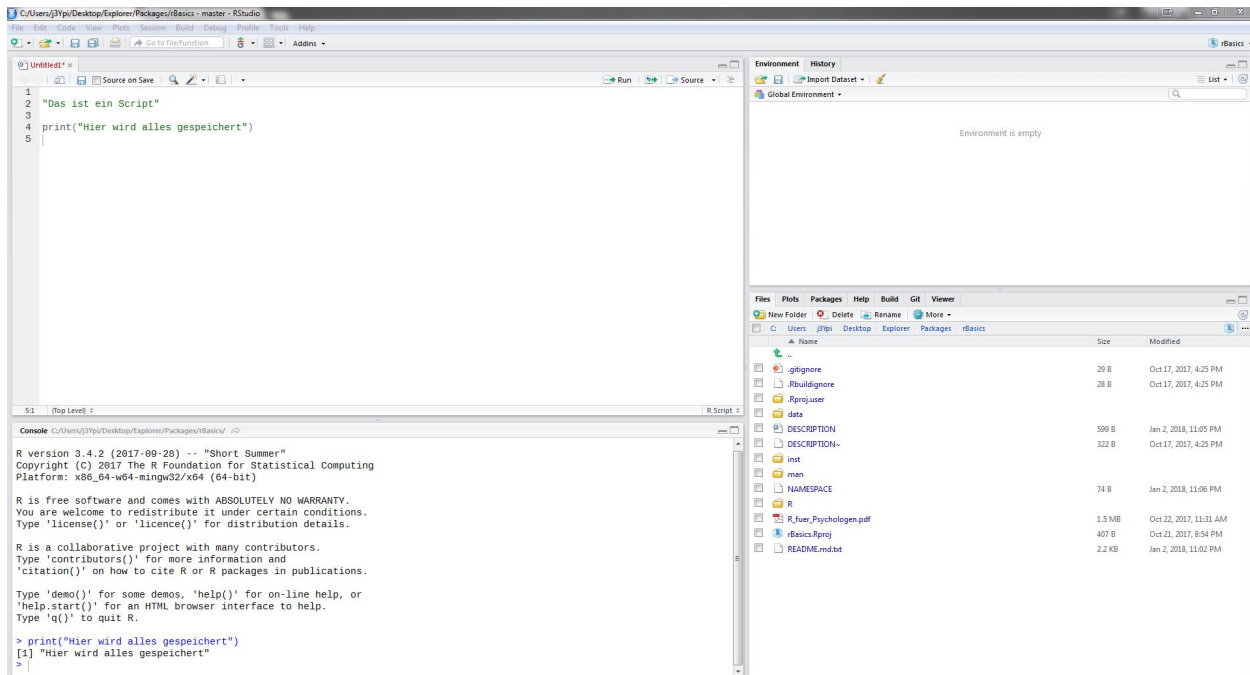 C:/Users/j3Ypi/Desktop/Explorer/Packages/rBasics - master - RStudio
File Edit Code View Plots Session Build Debug Profile Tools Help
Go to file/function Addins rBasics
Untitled1*
Source on Save Run Source
1
2 "Das ist ein Script"
3
4 print("Hier wird alles gespeichert")
5
5:1 (Top Level) R Script
Console C:/Users/j3Ypi/Desktop/Explorer/Packages/rBasics/
R version 3.4.2 (2017-09-28) -- "Short Summer"
Copyright (C) 2017 The R Foundation for Statistical Computing
Platform: x86_64-w64-mingw32/x64 (64-bit)
R is free software and comes with ABSOLUTELY NO WARRANTY.
You are welcome to redistribute it under certain conditions.
Type 'license()' or 'licence()' for distribution details.
R is a collaborative project with many contributors.
Type 'contributors()' for more information and
'citation()' on how to cite R or R packages in publications.
Type 'demo()' for some demos, 'help()' for on-line help, or
'help.start()' for an HTML browser interface to help.
Type 'q()' to quit R.
> print("Hier wird alles gespeichert")
[1] "Hier wird alles gespeichert"
>
Environment History
Import Dataset List
Global Environment
Environment is empty
Files Plots Packages Help Build Git Viewer
New Folder Delete Rename More
C: Users j3Ypi Desktop Explorer Packages rBasics
Name Size Modified
..
.gitignore 29 B Oct 17, 2017, 4:25 PM
.Rbuildignore 28 B Oct 17, 2017, 4:25 PM
.Rproj.user
data
DESCRIPTION 599 B Jan 2, 2018, 11:05 PM
DESCRIPTION~ 322 B Oct 17, 2017, 4:25 PM
inst
man
NAMESPACE 74 B Jan 2, 2018, 11:06 PM
R
R_fuer_Psychologen.pdf 1.5 MB Oct 22, 2017, 11:31 AM
rBasics.Rproj 407 B Oct 21, 2017, 8:54 PM
README.md.txt 2.2 KB Jan 2, 2018, 11:02 PM